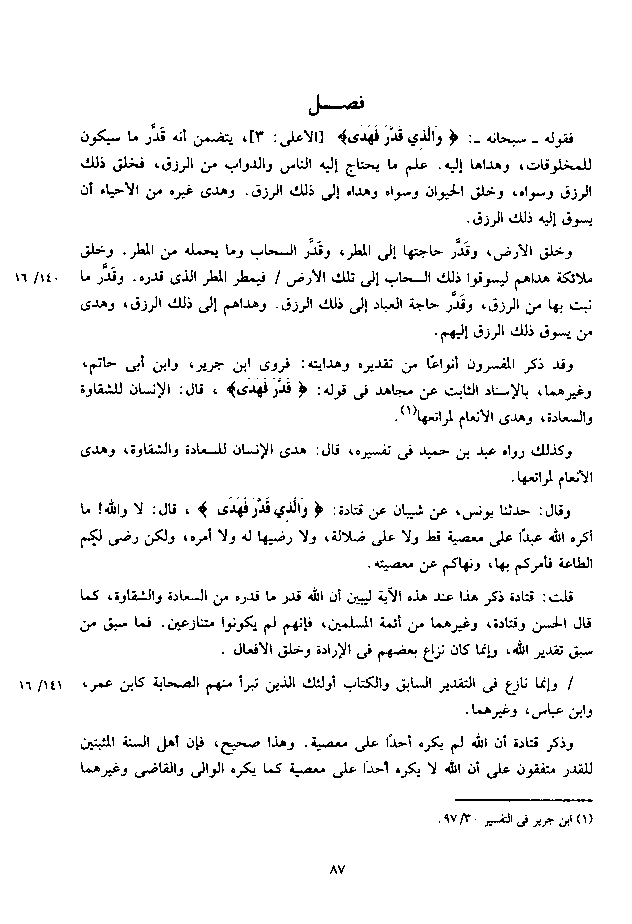 فصــل
فقوله ـ سبحانه ـ: ﴿ وَالَّذِي قَدَّرَ فَهَدَى﴾ [الأعلى: ٣]، يتضمن أنه قَدَّر ما سيكون
للمخلوقات، وهداها إليه. علم ما يحتاج إليه الناس والدواب من الرزق، فخلق ذلك
الرزق وسواه، وخلق الحيوان وسواه وهداه إلى ذلك الرزق. وهدى غيره من الأحياء أن
يسوق إليه ذلك الرزق.
وخلق الأرض، وقَدَّر حاجتها إلى المطر، وقَدَّر السحاب وما يحمله من المطر. وخلق
ملائكة هداهم ليسوقوا ذلك السحاب إلى تلك الأرض / فيمطر المطر الذى قدره. وقَدَّر ما
١٦/١٤٠
نبت بها من الرزق، وقَدَّر حاجة العباد إلى ذلك الرزق. وهداهم إلى ذلك الرزق، وهدى
من يسوق ذلك الرزق إليهم.
وقد ذكر المفسرون أنواعًا من تقديره وهدايته: فروى ابن جرير، وابن أبى حاتم،
وغيرهما، بالإسناد الثابت عن مجاهد فى قوله: ﴿ قَدَّرَ فَهَدَى﴾ ، قال: الإنسان للشقاوة
والسعادة، وهدى الأنعام لمراتعها(١).
وكذلك رواه عبد بن حميد فى تفسيره، قال: هدى الإنسان للسعادة والشقاوة، وهدى
الأنعام لمراتعها.
وقال: حدثنا يونس، عن شيبان عن قتادة: ﴿ وَالَّذِي قَدَّرَ فَهَدَى ﴾ ، قال: لا والله! ما
أكره الله عبدًا على معصية قط ولا على ضلالة، ولا رضيها له ولا أمره، ولكن رضى لكم
الطاعة فأمركم بها، ونهاكم عن معصيته.
قلت: قتادة ذكر هذا عند هذه الآية ليبين أن الله قدر ما قدره من السعادة والشقاوة، كما
قال الحسن وقتادة، وغيرهما من أئمة المسلمين، فإنهم لم يكونوا متنازعين. فما سبق من
سبق تقدير الله، وإنما كان نزاع بعضهم فى الإرادة وخلق الأفعال .
/ وإنما نازع فى التقدير السابق والكتاب أولئك الذين تبرأ منهم الصحابة كابن عمر،
١٦/١٤١
وابن عباس، وغيرهما.
وذكر قتادة أن الله لم يكره أحدًا على معصية. وهذا صحيح، فإن أهل السنة المثبتين
للقدر متفقون على أن الله لا يكره أحدًا على معصية كما يكره الوالى والقاضى وغيرهما
(١) ابن جرير فى التفسير ٩٧/٣٠.
٨٧